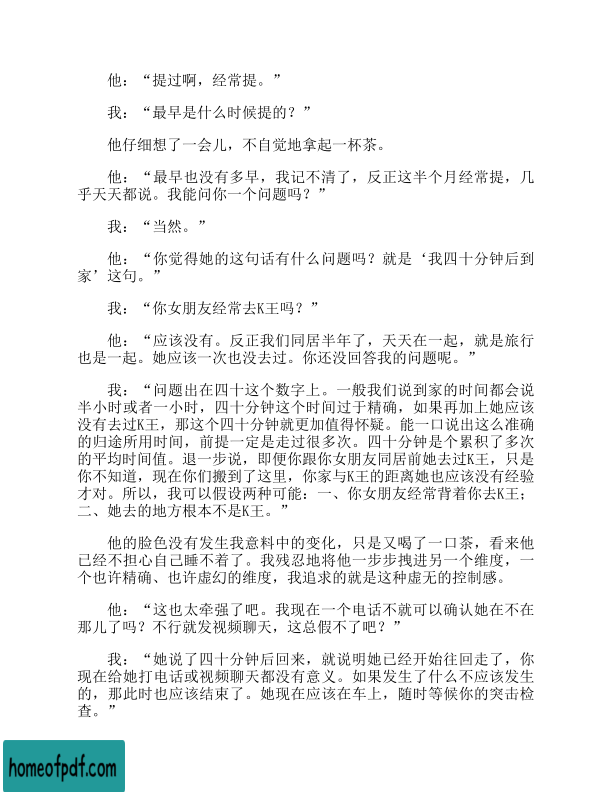 他：“提过啊，经常提。”
我：“最早是什么时候提的？”
他仔细想了一会儿，不自觉地拿起一杯茶。
他：“最早也没有多早，我记不清了，反正这半个月经常提，几
乎天天都说。我能问你一个问题吗？”
我：“当然。”
他：“你觉得她的这句话有什么问题吗？就是‘我四十分钟后到
家’这句。”
我：“你女朋友经常去K王吗？”
他：“应该没有。反正我们同居半年了，天天在一起，就是旅行
也是一起。她应该一次也没去过。你还没回答我的问题呢。”
我：“问题出在四十这个数字上。一般我们说到家的时间都会说
半小时或者一小时，四十分钟这个时间过于精确，如果再加上她应该
没有去过K王，那这个四十分钟就更加值得怀疑。能一口说出这么准确
的归途所用时间，前提一定是走过很多次。四十分钟是个累积了多次
的平均时间值。退一步说，即便你跟你女朋友同居前她去过K王，只是
你不知道，现在你们搬到了这里，你家与K王的距离她也应该没有经验
才对。所以，我可以假设两种可能：一、你女朋友经常背着你去K王；
二、她去的地方根本不是K王。”
他的脸色没有发生我意料中的变化，只是又喝了一口茶，看来他
已经不担心自己睡不着了。我残忍地将他一步步拽进另一个维度，一
个也许精确、也许虚幻的维度，我追求的就是这种虚无的控制感。
他：“这也太牵强了吧。我现在一个电话不就可以确认她在不在
那儿了吗？不行就发视频聊天，这总假不了吧？”
我：“她说了四十分钟后回来，就说明她已经开始往回走了，你
现在给她打电话或视频聊天都没有意义。如果发生了什么不应该发生
的，那此时也应该结束了。她现在应该在车上，随时等候你的突击检
查。”
homeofpdf.com